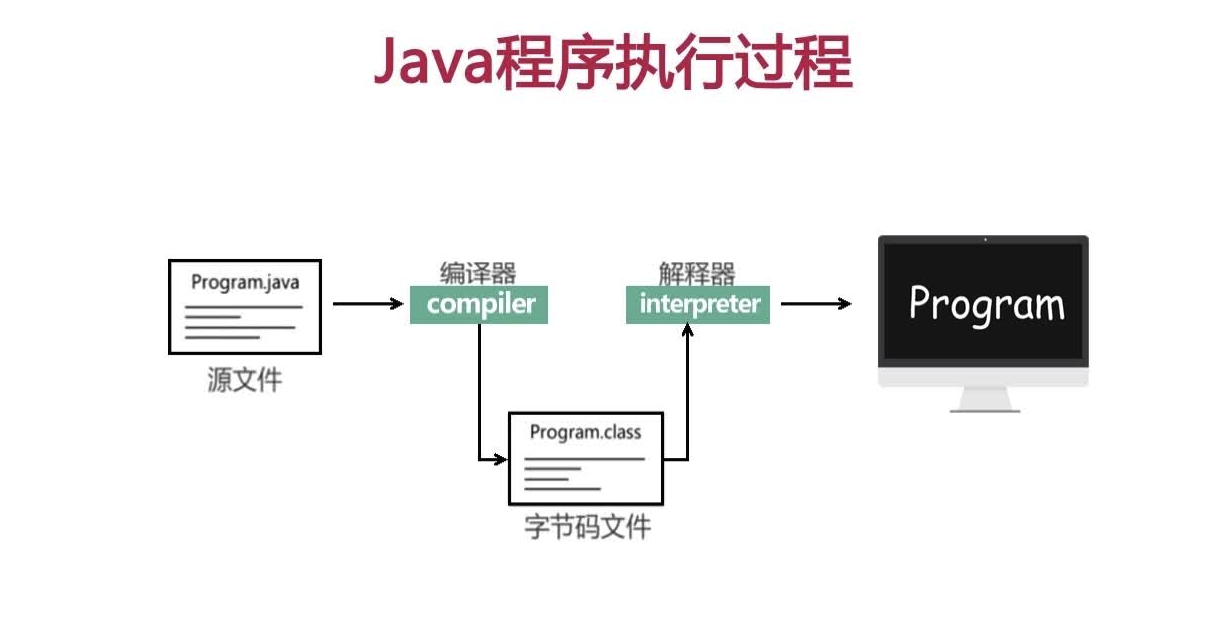 Java程序执行过程
Program.java
源文件
编译器
compiler
Program.class
字节码文件
解释器
interpreter
Program